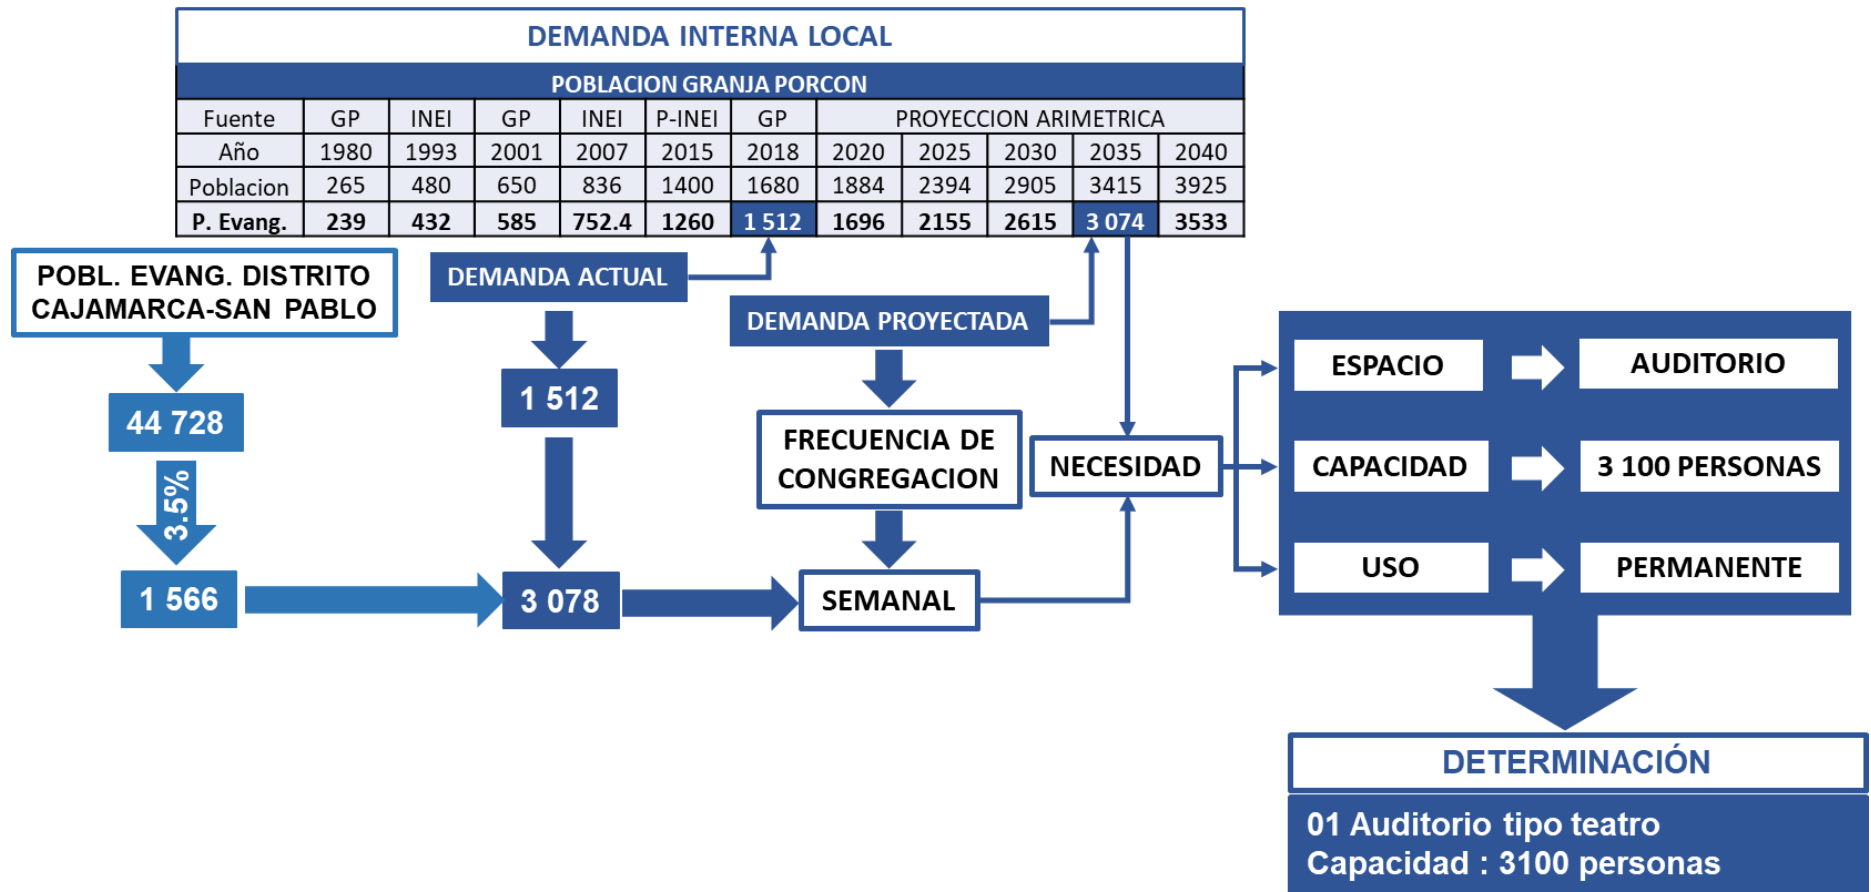 DEMANDA INTERNA LOCAL
POBLACION GRANJA PORCON
Fuente GP INEI GP INEI P-INEI GP PROYECCION ARIMETRICA
Año 1980 1993 2001 2007 2015 2018 2020 2025 2030 2035 2040
Poblacion 265 480 650 836 1400 1680 1884 2394 2905 3415 3925
P. Evang. 239 432 585 752.4 1260 1 512 1696 2155 2615 3 074 3533
POBL. EVANG. DISTRITO
CAJAMARCA-SAN PABLO
44 728
3.5%
1 566
DEMANDA ACTUAL
1 512
3 078
DEMANDA PROYECTADA
FRECUENCIA DE
CONGREGACION
SEMANAL
NECESIDAD
ESPACIO AUDITORIO
CAPACIDAD 3 100 PERSONAS
USO PERMANENTE
DETERMINACIÓN
01 Auditorio tipo teatro
Capacidad : 3100 personas